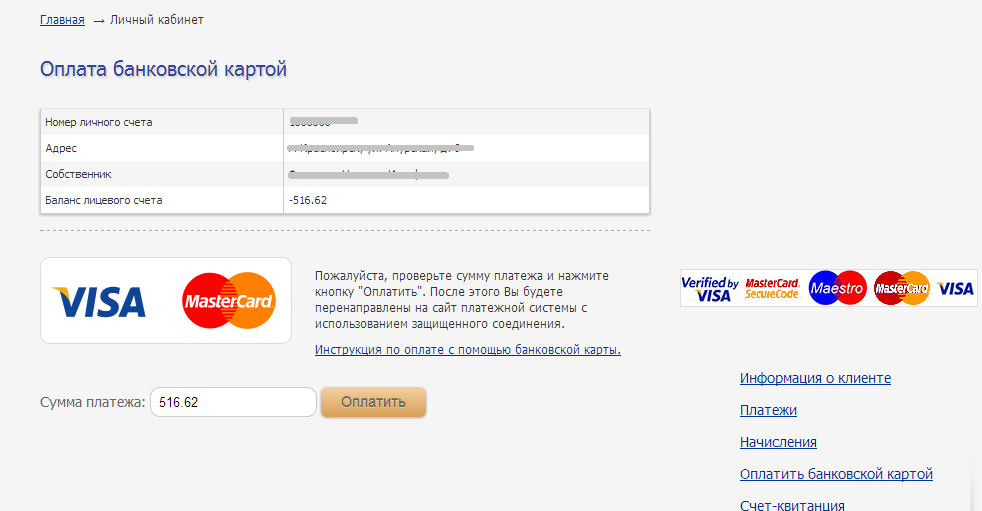 Главная → Личный кабинет
Оплата банковской картой
Номер личного счета
Адрес
Собственник
Баланс лицевого счета -516.62
VISA MasterCard
Пожалуйста, проверьте сумму платежа и нажмите
кнопку "Оплатить". После этого Вы будете
перенаправлены на сайт платежной системы с
использованием защищенного соединения.
Инструкция по оплате с помощью банковской карты.
Сумма платежа: 516.62 Оплатить
Verified by VISA MasterCard. SecureCode. Maestro MasterCard VISA
Информация о клиенте
Платежи
Начисления
Оплатить банковской картой
Счет-квитанция